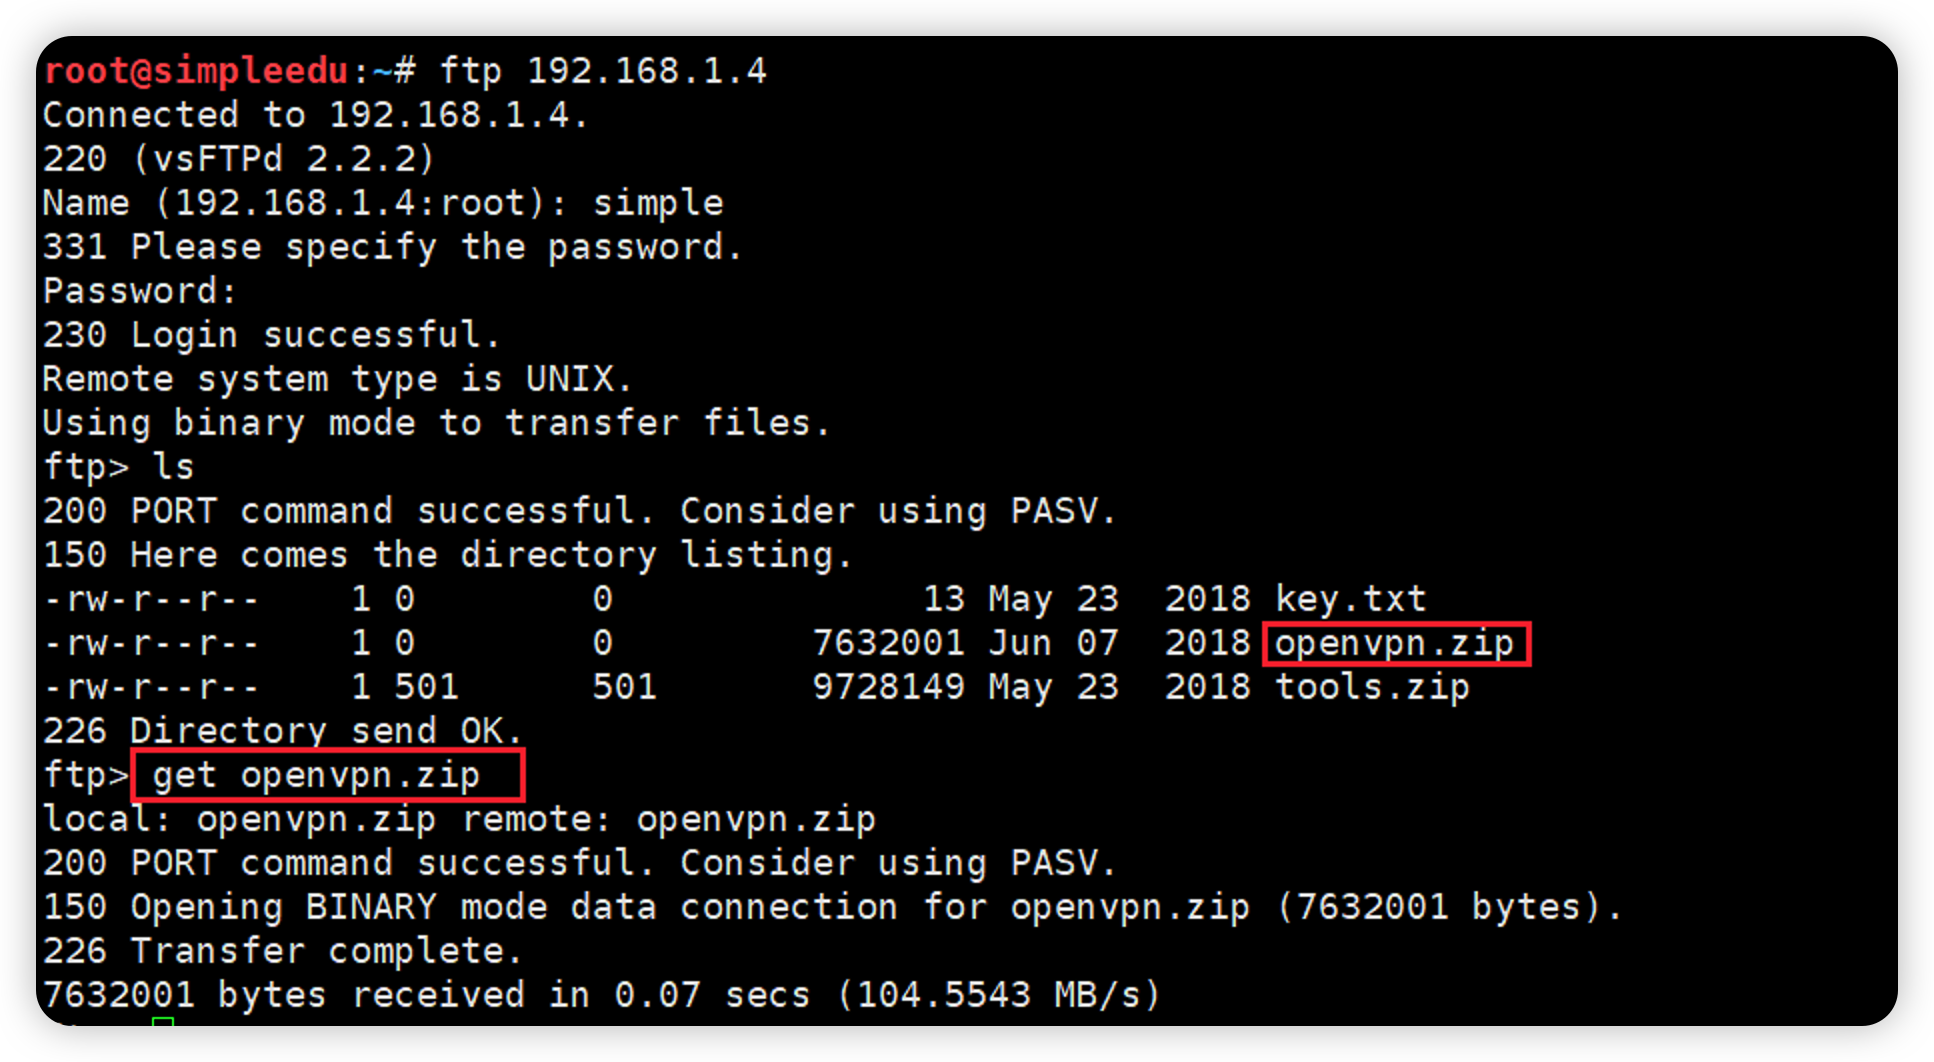 root@simpleedu:~# ftp 192.168.1.4
Connected to 192.168.1.4.
220 (vsFTPd 2.2.2)
Name (192.168.1.4:root): simple
331 Please specify the password.
Password:
230 Login successful.
Remote system type is UNIX.
Using binary mode to transfer files.
ftp> ls
200 PORT command successful. Consider using PASV.
150 Here comes the directory listing.
-rw-r--r--    1 0        0              13 May 23  2018 key.txt
-rw-r--r--    1 0        0         7632001 Jun 07  2018 openvpn.zip
-rw-r--r--    1 501      501       9728149 May 23  2018 tools.zip
226 Directory send OK.
ftp> get openvpn.zip
local: openvpn.zip remote: openvpn.zip
200 PORT command successful. Consider using PASV.
150 Opening BINARY mode data connection for openvpn.zip (7632001 bytes).
226 Transfer complete.
7632001 bytes received in 0.07 secs (104.5543 MB/s)